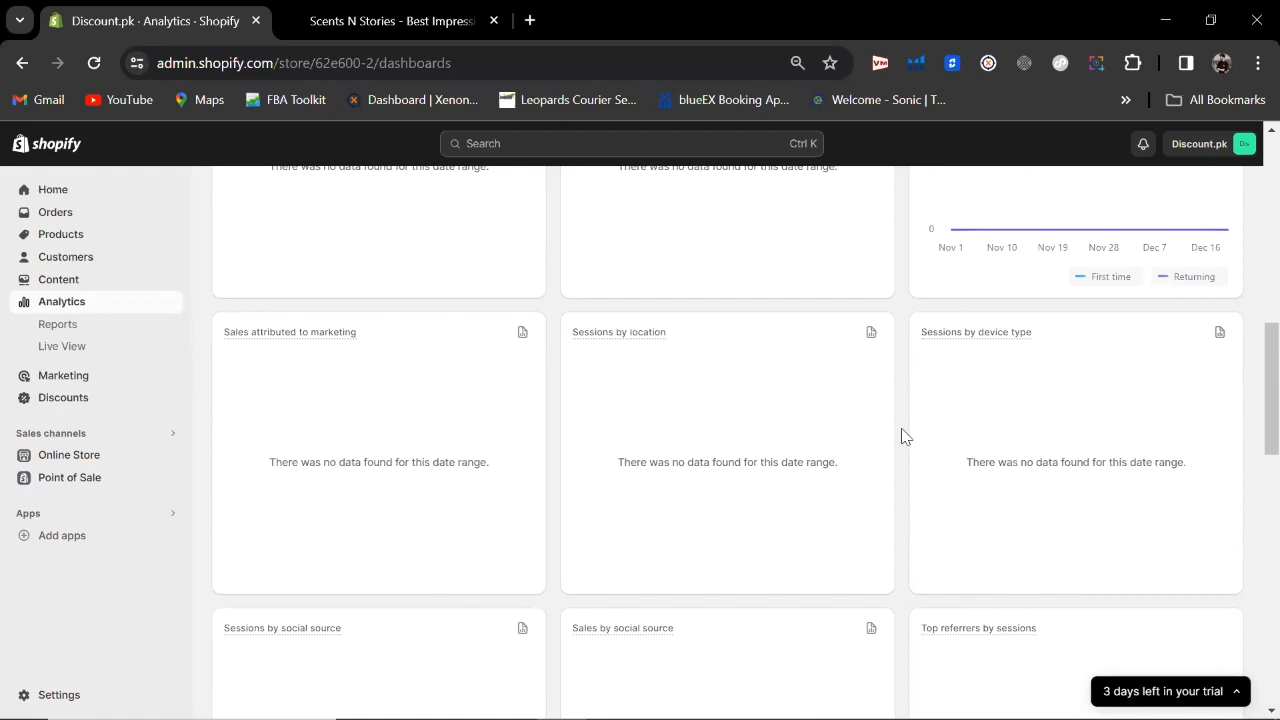 Discount.pk · Analytics · Shopify
Scents N Stories - Best Impressi
admin.shopify.com/store/62e600-2/dashboards
Gmail
YouTube
Maps
FBA Toolkit
Dashboard | Xenon...
Leopards Courier Se...
blueEX Booking Ap...
Welcome - Sonic | T...
»
All Bookmarks
shopify
Search
Ctrl K
Discount.pk
Dis
Home
Orders
Products
Customers
Content
Analytics
Reports
Live View
Marketing
Discounts
Sales channels
Online Store
Point of Sale
Apps
Add apps
Settings
There was no data found for this date range.
There was no data found for this date range.
0
Nov 1
Nov 10
Nov 19
Nov 28
Dec 7
Dec 16
First time
Returning
Sales attributed to marketing
There was no data found for this date range.
Sessions by location
There was no data found for this date range.
Sessions by device type
There was no data found for this date range.
Sessions by social source
Sales by social source
Top referrers by sessions
3 days left in your trial